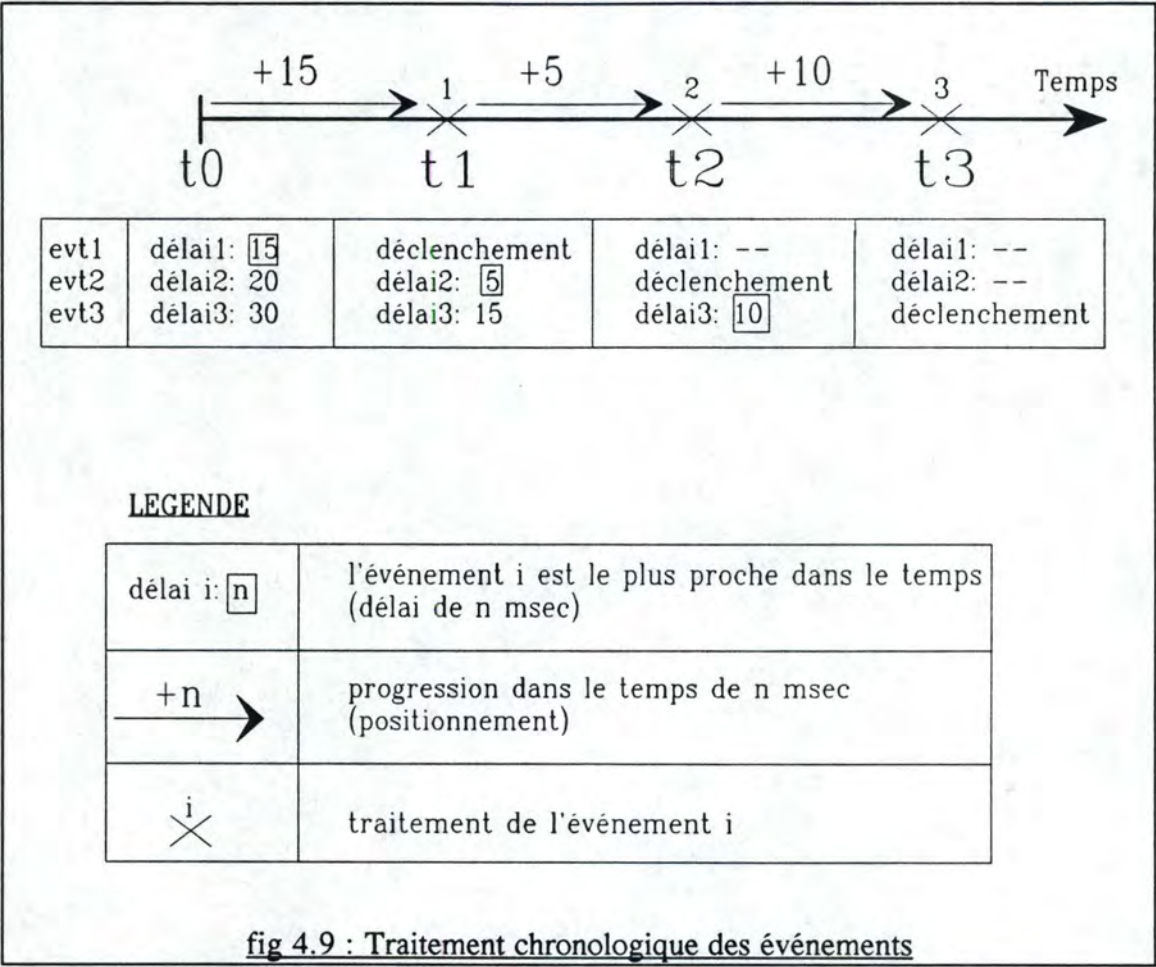 +15 +5 +10 Temps
1 2 3
t0 t1 t2 t3
evt1 délai1: 15 déclenchement délai1: -- délai1: --
evt2 délai2: 20 délai2: 5 déclenchement délai2: --
evt3 délai3: 30 délai3: 15 délai3: 10 déclenchement
LEGENDE
délai i: n
l'événement i est le plus proche dans le temps
(délai de n msec)
+n
progression dans le temps de n msec
(positionnement)
i
traitement de l'événement i
fig 4.9 : Traitement chronologique des événements